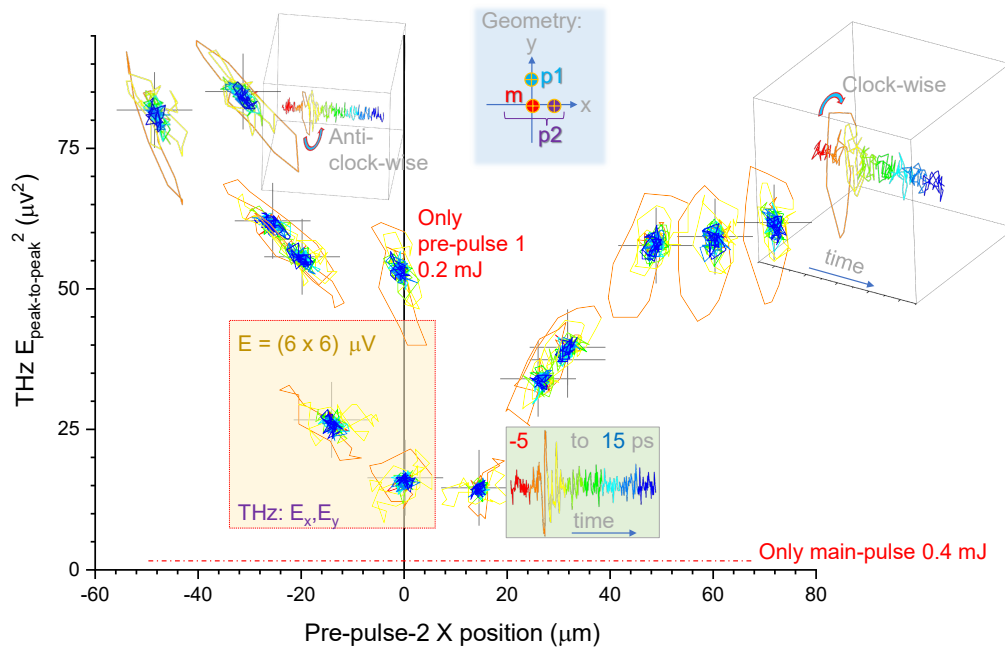 Geometry:
y
p1
m
x
p2
Clock-wise
Anti-
clock-wise
time
Only
pre-pulse 1
0.2 mJ
E = (6 x 6) μV
THz: Ex,Ey
-5 to 15 ps
time
Only main-pulse 0.4 mJ
THz Epeak-to-peak² (μv²)
75
50
25
0
-60 -40 -20 0 20 40 60 80
Pre-pulse-2 X position (μm)